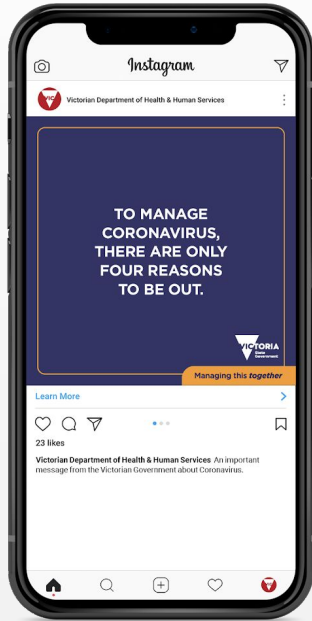 Instagram
VIC
Victorian Department of Health & Human Services
TO MANAGE
CORONAVIRUS,
THERE ARE ONLY
FOUR REASONS
TO BE OUT.
VICTORIA
State
Government
Managing this together
Learn More
23 likes
Victorian Department of Health & Human Services An important
message from the Victorian Government about Coronavirus.
VIC